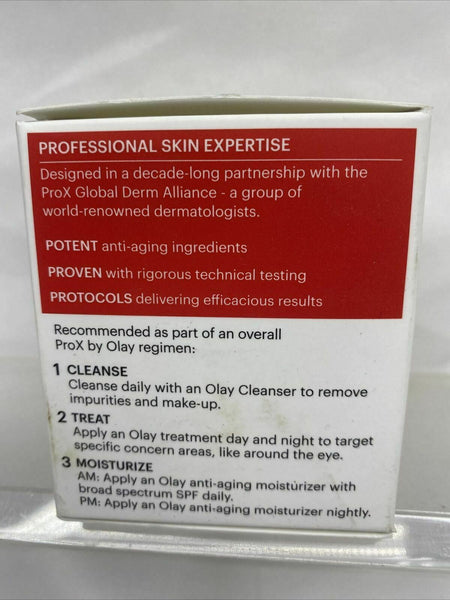 PROFESSIONAL SKIN EXPERTISE
Designed in a decade-long partnership with the
ProX Global Derm Alliance - a group of
world-renowned dermatologists.
POTENT anti-aging ingredients
PROVEN with rigorous technical testing
PROTOCOLS delivering efficacious results
Recommended as part of an overall
ProX by Olay regimen:
1 CLEANSE
Cleanse daily with an Olay Cleanser to remove
impurities and make-up.
2 TREAT
Apply an Olay treatment day and night to target
specific concern areas, like around the eye.
3 MOISTURIZE
AM: Apply an Olay anti-aging moisturizer with
broad spectrum SPF daily.
PM: Apply an Olay anti-aging moisturizer nightly.